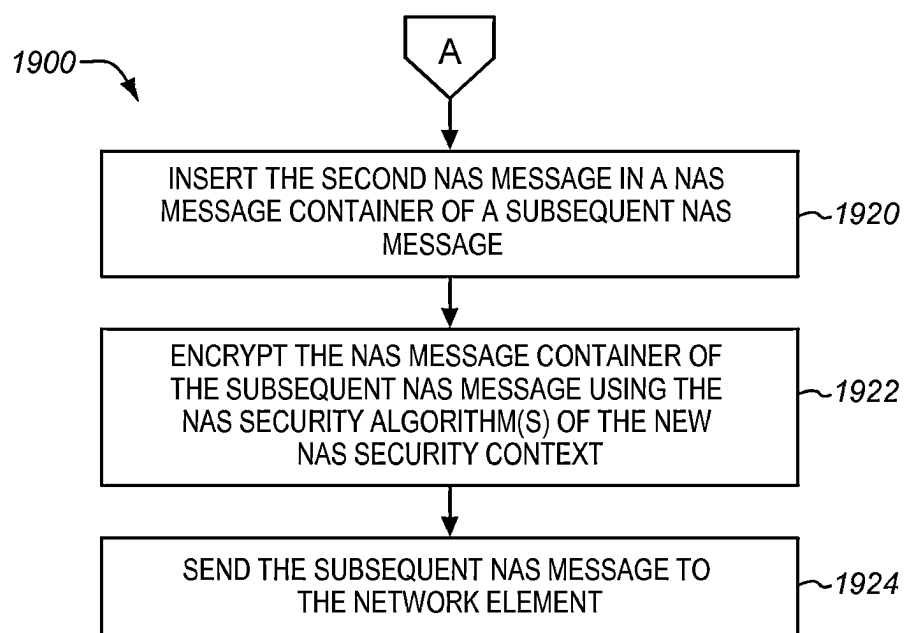 A
1900
INSERT THE SECOND NAS MESSAGE IN A NAS
MESSAGE CONTAINER OF A SUBSEQUENT NAS
MESSAGE
1920
ENCRYPT THE NAS MESSAGE CONTAINER OF
THE SUBSEQUENT NAS MESSAGE USING THE
NAS SECURITY ALGORITHM(S) OF THE NEW
NAS SECURITY CONTEXT
1922
SEND THE SUBSEQUENT NAS MESSAGE TO
THE NETWORK ELEMENT
1924